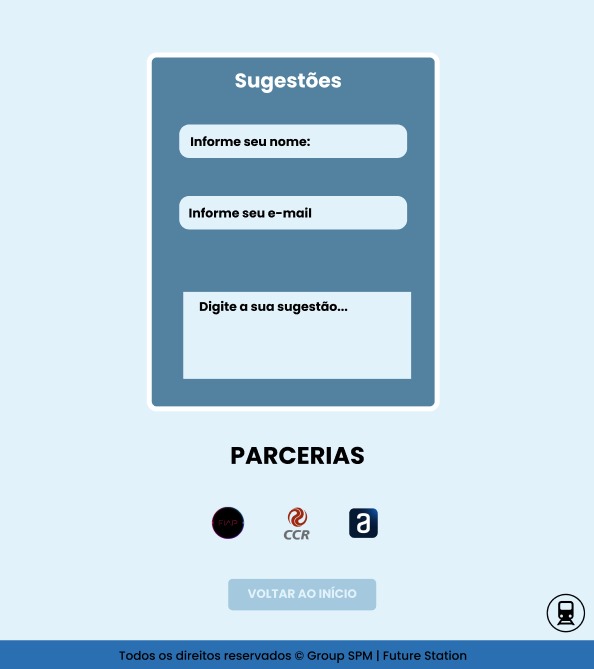 Sugestões
Informe seu nome:
Informe seu e-mail
Digite a sua sugestão...
PARCERIAS
FIAP
CCR
a
VOLTAR AO INÍCIO
Todos os direitos reservados © Group SPM | Future Station